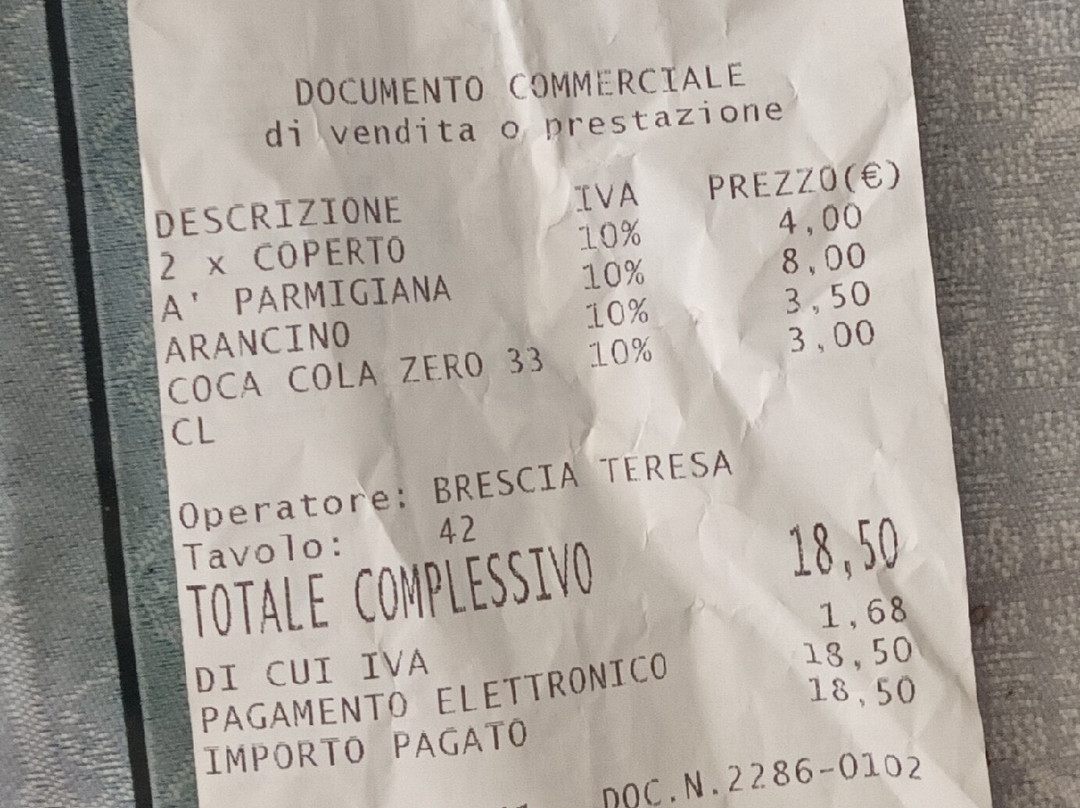 DOCUMENTO COMMERCIALE
di vendita o prestazione
DESCRIZIONE IVA PREZZO(€)
2 x COPERTO 10% 4,00
A' PARMIGIANA 10% 8,00
ARANCINO 10% 3,50
COCA COLA ZERO 33 10% 3,00
CL
Operatore: BRESCIA TERESA
Tavolo: 42
TOTALE COMPLESSIVO 18,50
DI CUI IVA 1,68
PAGAMENTO ELETTRONICO 18,50
IMPORTO PAGATO 18,50
DOC.N.2286-0102